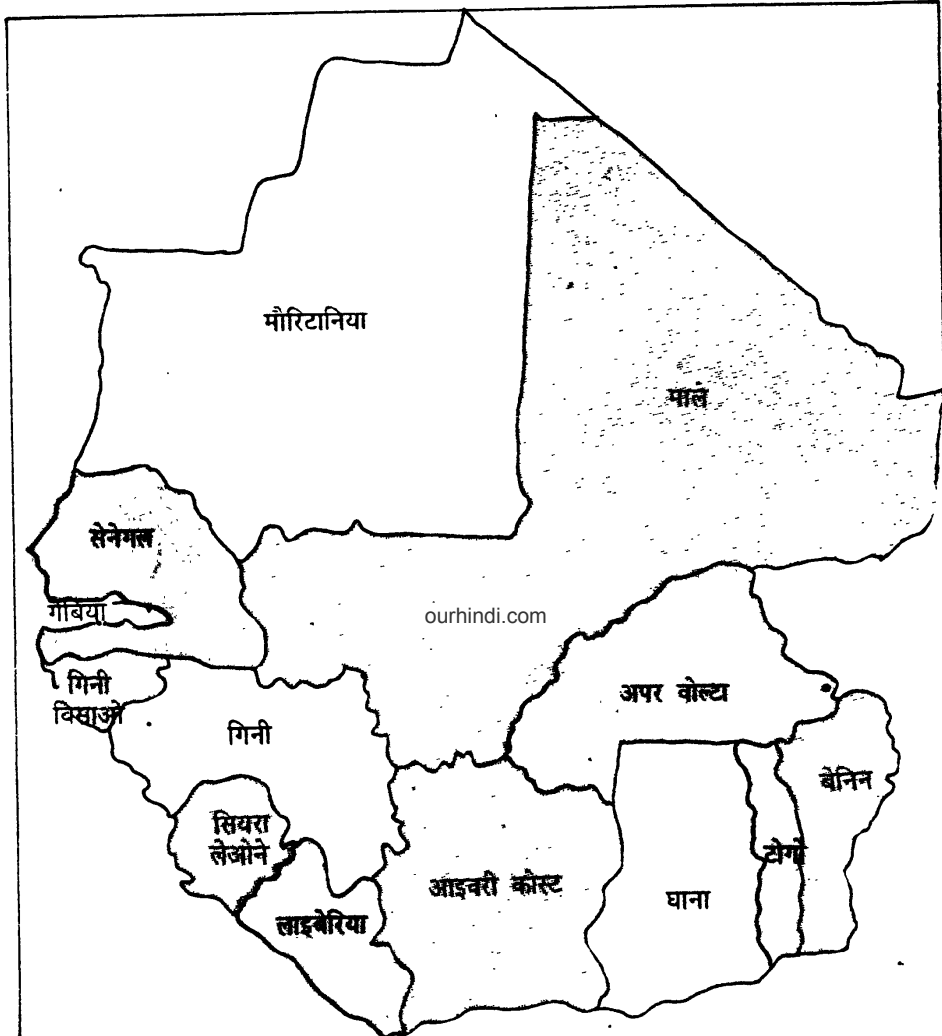 मौरिटानिया
माले
सेनेगल
गेंबिया
ourhindi.com
गिनी
विसाओ
अपर वोल्टा
गिनी
बेनिन
सियरा
लेओने
टोगो
आइवरी कोस्ट
घाना
लाइबेरिया